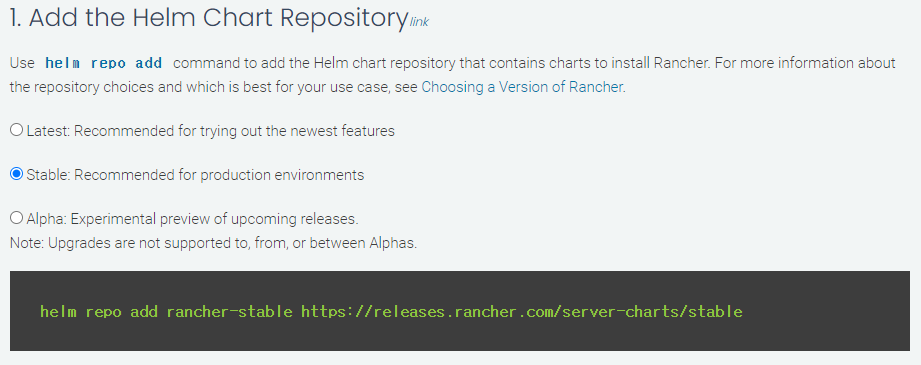 1. Add the Helm Chart Repositorylink
Use helm repo add command to add the Helm chart repository that contains charts to install Rancher. For more information about
the repository choices and which is best for your use case, see Choosing a Version of Rancher.
Latest: Recommended for trying out the newest features
Stable: Recommended for production environments
Alpha: Experimental preview of upcoming releases.
Note: Upgrades are not supported to, from, or between Alphas.
helm repo add rancher-stable https://releases.rancher.com/server-charts/stable